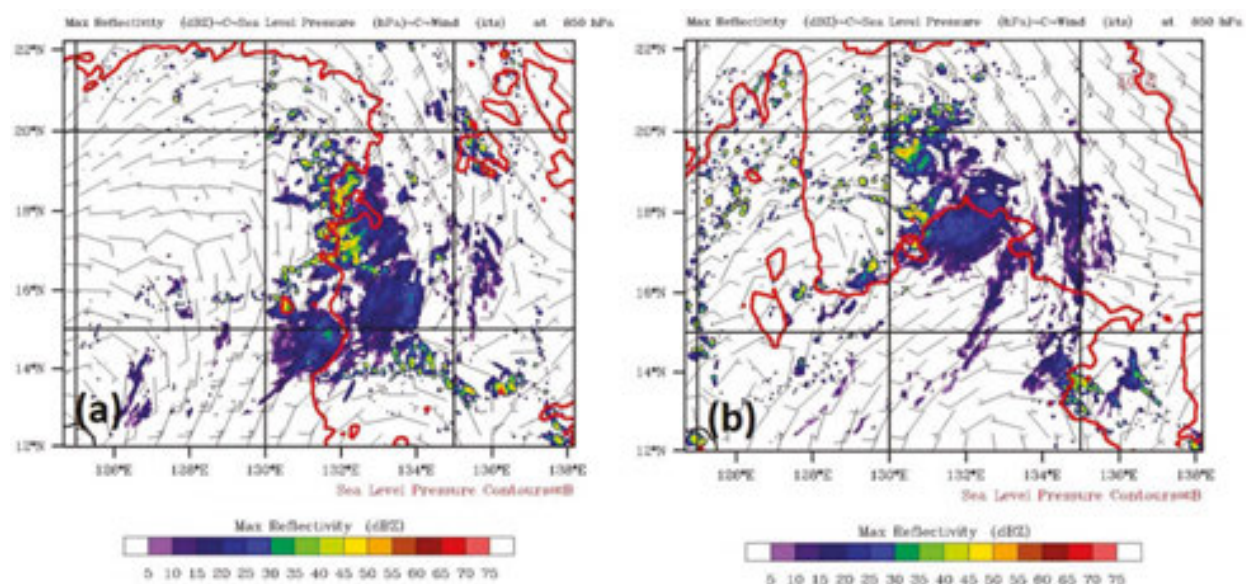 Max Reflectivity (dBZ)-C-Sea Level Pressure (hPa)-C-Wind (kts) at 850 hPa
22°N
20°N
18°N
16°N
14°N
12°N
(a)
126°E 128°E 130°E 132°E 134°E 136°E 138°E
Sea Level Pressure Contours=mB
Max Reflectivity (dBZ)
5 10 15 20 25 30 35 40 45 50 55 60 65 70 75
Max Reflectivity (dBZ)-C-Sea Level Pressure (hPa)-C-Wind (kts) at 850 hPa
22°N
20°N
18°N
16°N
14°N
12°N
(b)
128°E 130°E 132°E 134°E 136°E 138°E
Sea Level Pressure Contours=mB
Max Reflectivity (dBZ)
5 10 15 20 25 30 35 40 45 50 55 60 65 70 75